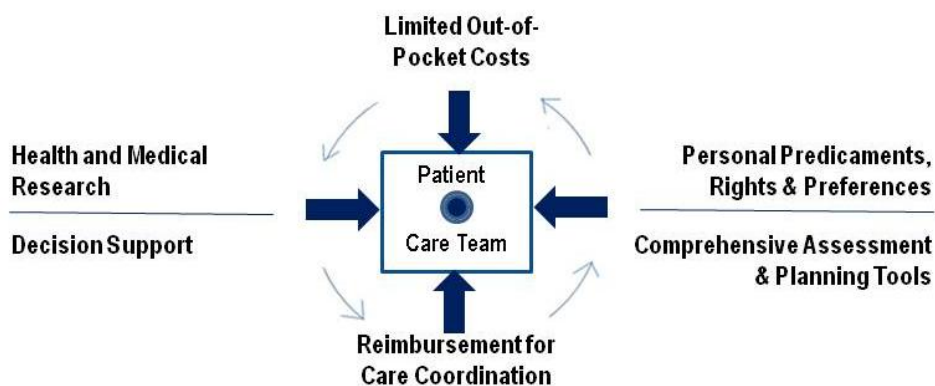 Limited Out-of-
Pocket Costs
Health and Medical
Research
Decision Support
Patient
Care Team
Personal Predicaments,
Rights & Preferences
Comprehensive Assessment
& Planning Tools
Reimbursement for
Care Coordination